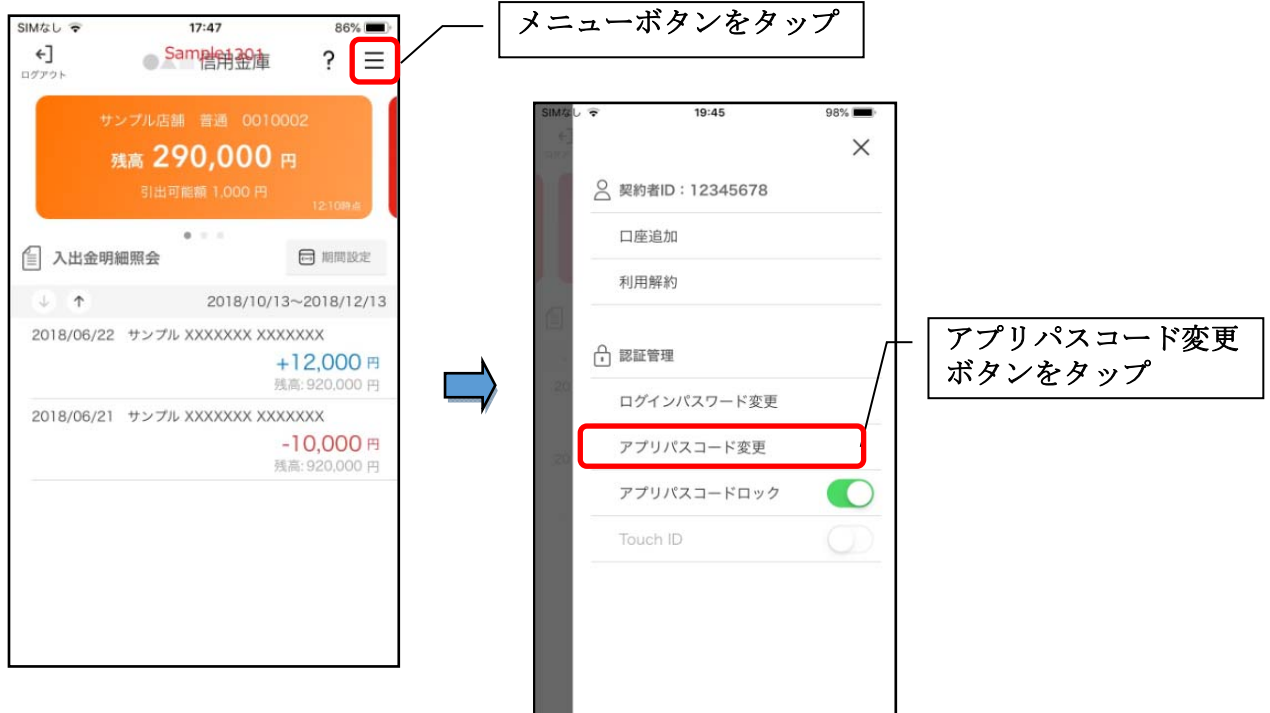 メニューボタンをタップ
SIMなし 17:47 86%
ログアウト
Sample1201
信用金庫
?
サンプル店舗 普通 0010002
残高 290,000 円
引出可能額 1,000 円
12:10時点
入出金明細照会
期間設定
↓ ↑ 2018/10/13~2018/12/13
2018/06/22 サンプル XXXXXXX XXXXXXX
+12,000 円
残高: 920,000 円
2018/06/21 サンプル XXXXXXX XXXXXXX
-10,000 円
残高: 920,000 円
SIMなし 19:45 98%
契約者ID:12345678
口座追加
利用解約
認証管理
ログインパスワード変更
アプリパスコード変更
アプリパスコードロック
Touch ID
20
20
アプリパスコード変更
ボタンをタップ